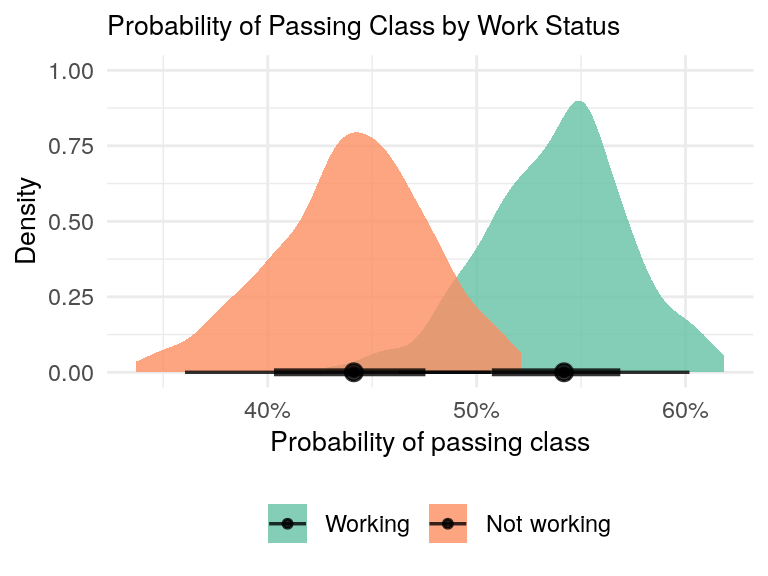 Probability of Passing Class by Work Status
1.00
0.75
0.50
0.25
0.00
Density
40% 50% 60%
Probability of passing class
Working Not working